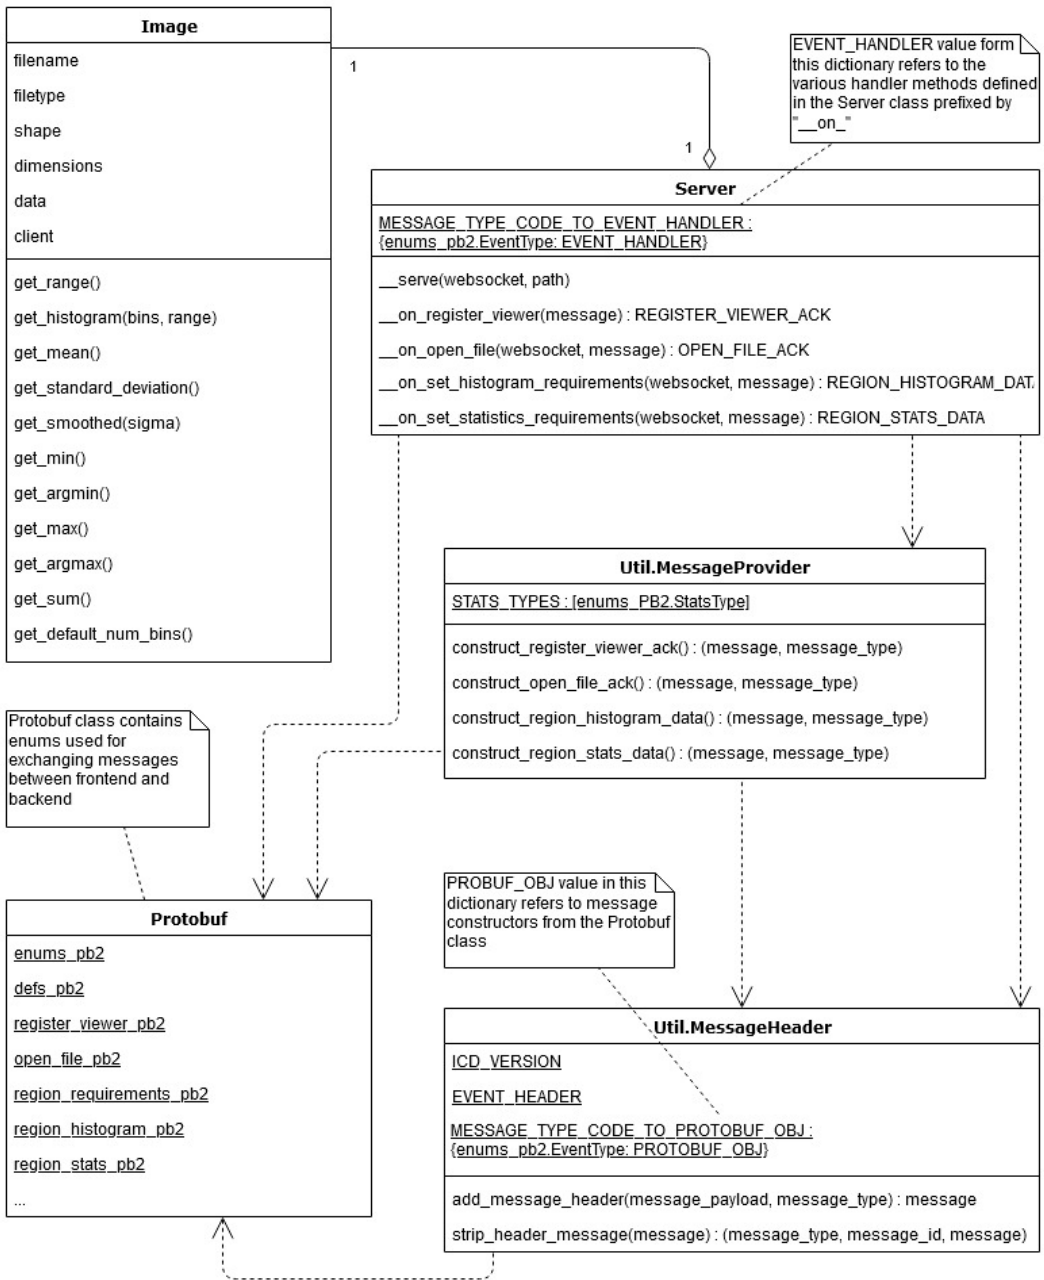 Image
filename
filetype
shape
dimensions
data
client
get_range()
get_histogram(bins, range)
get_mean()
get_standard_deviation()
get_smoothed(sigma)
get_min()
get_argmin()
get_max()
get_argmax()
get_sum()
get_default_num_bins()
1
1
EVENT_HANDLER value form
this dictionary refers to the
various handler methods defined
in the Server class prefixed by
"__on_"
Server
MESSAGE_TYPE_CODE_TO_EVENT_HANDLER :
{enums_pb2.EventType: EVENT_HANDLER}
__serve(websocket, path)
__on_register_viewer(message) : REGISTER_VIEWER_ACK
__on_open_file(websocket, message) : OPEN_FILE_ACK
__on_set_histogram_requirements(websocket, message) : REGION_HISTOGRAM_DAT
__on_set_statistics_requirements(websocket, message) : REGION_STATS_DATA
Util.MessageProvider
STATS_TYPES : [enums_PB2.StatsType]
construct_register_viewer_ack() : (message, message_type)
construct_open_file_ack() : (message, message_type)
construct_region_histogram_data() : (message, message_type)
construct_region_stats_data() : (message, message_type)
Protobuf class contains
enums used for
exchanging messages
between frontend and
backend
Protobuf
enums_pb2
defs_pb2
register_viewer_pb2
open_file_pb2
region_requirements_pb2
region_histogram_pb2
region_stats_pb2
...
PROBUF_OBJ value in this
dictionary refers to message
constructors from the Protobuf
class
Util.MessageHeader
ICD_VERSION
EVENT_HEADER
MESSAGE_TYPE_CODE_TO_PROTOBUF_OBJ :
{enums_pb2.EventType: PROTOBUF_OBJ}
add_message_header(message_payload, message_type) : message
strip_header_message(message) : (message_type, message_id, message)